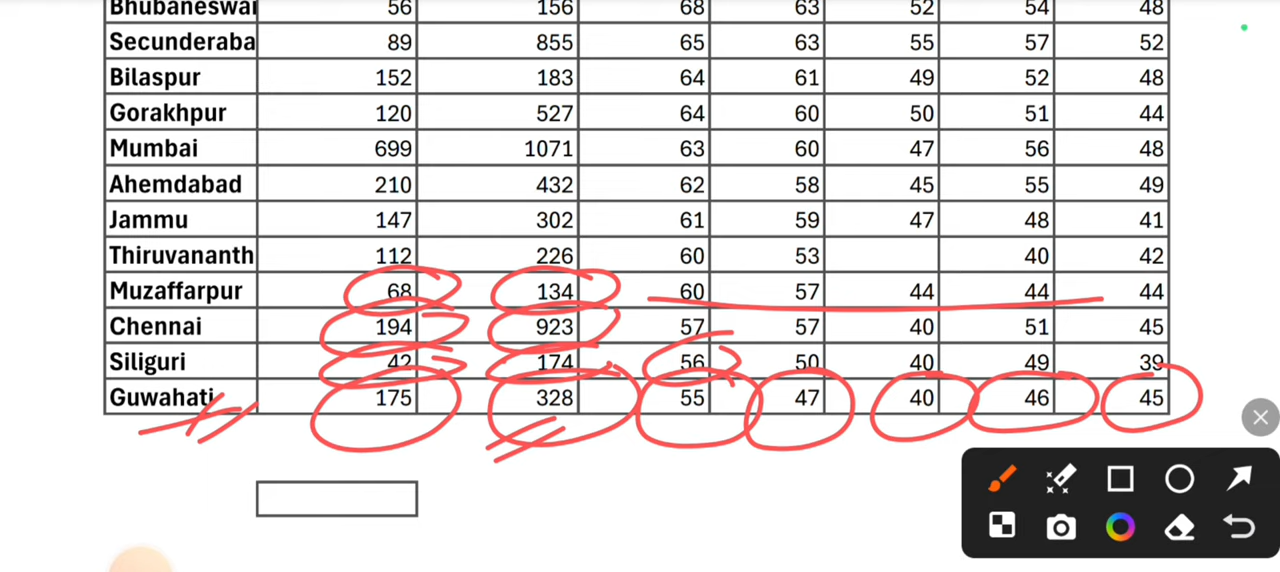 Bhubaneswar 56 156 68 63 52 54 48
Secunderaba 89 855 65 63 55 57 52
Bilaspur 152 183 64 61 49 52 48
Gorakhpur 120 527 64 60 50 51 44
Mumbai 699 1071 63 60 47 56 48
Ahemdabad 210 432 62 58 45 55 49
Jammu 147 302 61 59 47 48 41
Thiruvananth 112 226 60 53 40 42
Muzaffarpur 68 134 60 57 44 44 44
Chennai 194 923 57 57 40 51 45
Siliguri 42 174 56 50 40 49 39
Guwahati 175 328 55 47 40 46 45